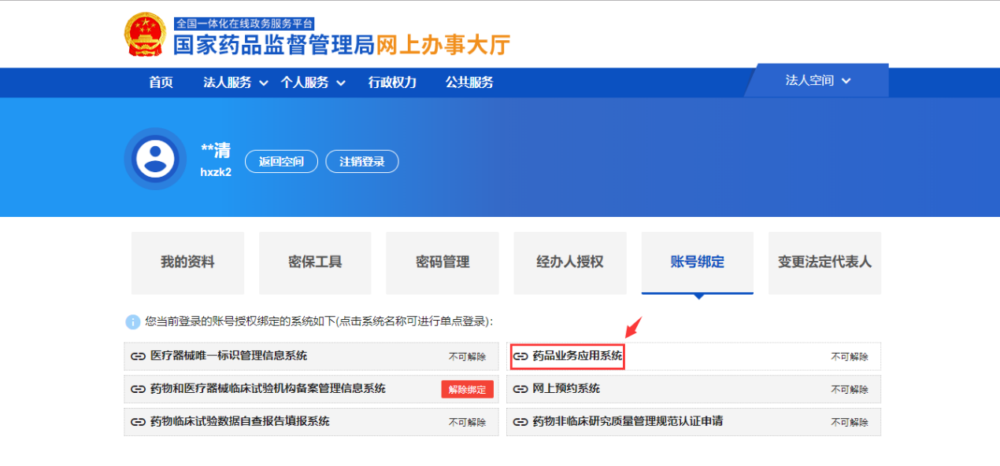 全国一体化在线政务服务平台
国家药品监督管理局网上办事大厅
首页 法人服务 个人服务 行政权力 公共服务 法人空间
**清
hxzk2
返回空间 注销登录
我的资料 密保工具 密码管理 经办人授权 账号绑定 变更法定代表人
您当前登录的账号授权绑定的系统如下(点击系统名称可进行单点登录):
医疗器械唯一标识管理信息系统 不可解除 药品业务应用系统 不可解除
药物和医疗器械临床试验机构备案管理信息系统 解除绑定 网上预约系统 不可解除
药物临床试验数据自查报告填报系统 不可解除 药物非临床研究质量管理规范认证申请 不可解除